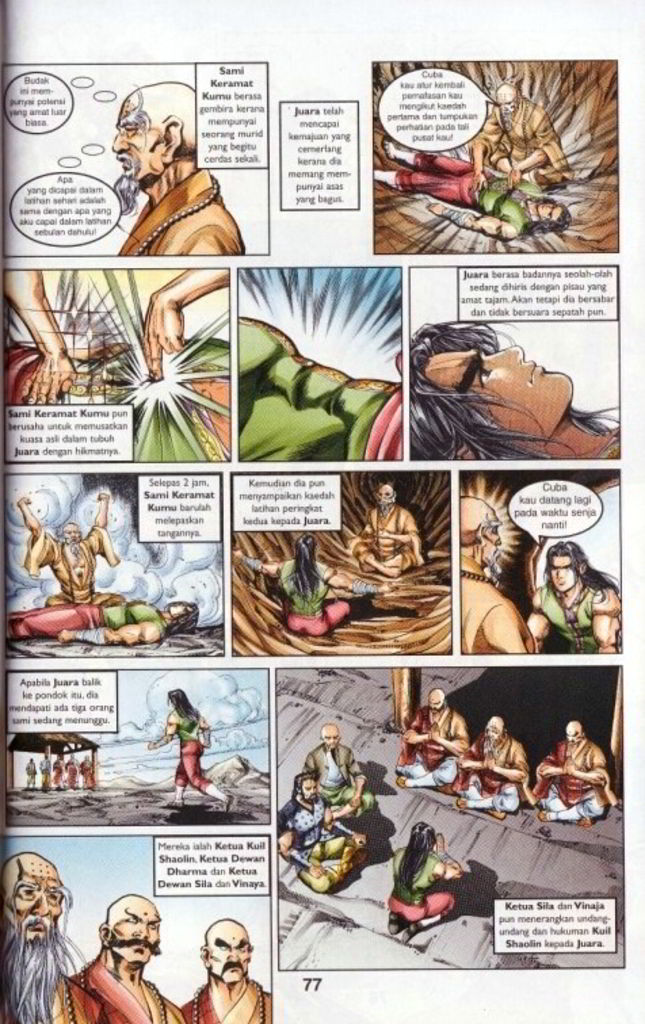 Budak
ini mem-
punyai potensi
yang amat luar
biasa.
Apa
yang dicapai dalam
latihan sehari adalah
sama dengan apa yang
aku capai dalam latihan
sebulan dahulu!
Sami
Keramat
Kumu berasa
gembira kerana
mempunyai
seorang murid
yang begitu
cerdas sekali.
Juara telah
mencapai
kemajuan yang
cemerlang
kerana dia
memang mem-
punyai asas
yang bagus.
Cuba
kau atur kembali
pernafasan kau
mengikut kaedah
pertama dan tumpukan
perhatian pada tali
pusat kau!
Sami Keramat Kumu pun
berusaha untuk memusatkan
kuasa asli dalam tubuh
Juara dengan hikmatnya.
Juara berasa badannya seolah-olah
sedang dihiris dengan pisau yang
amat tajam. Akan tetapi dia bersabar
dan tidak bersuara sepatah pun.
Selepas 2 jam,
Sami Keramat
Kumu barulah
melepaskan
tangannya.
Kemudian dia pun
menyampaikan kaedah
latihan peringkat
kedua kepada Juara.
Cuba
kau datang lagi
pada waktu senja
nanti!
Apabila Juara balik
ke pondok itu, dia
mendapati ada tiga orang
sami sedang menunggu.
Mereka ialah Ketua Kuil
Shaolin, Ketua Dewan
Dharma dan Ketua
Dewan Sila dan Vinaya.
Ketua Sila dan Vinaja
pun menerangkan undang-
undang dan hukuman Kuil
Shaolin kepada Juara.
77